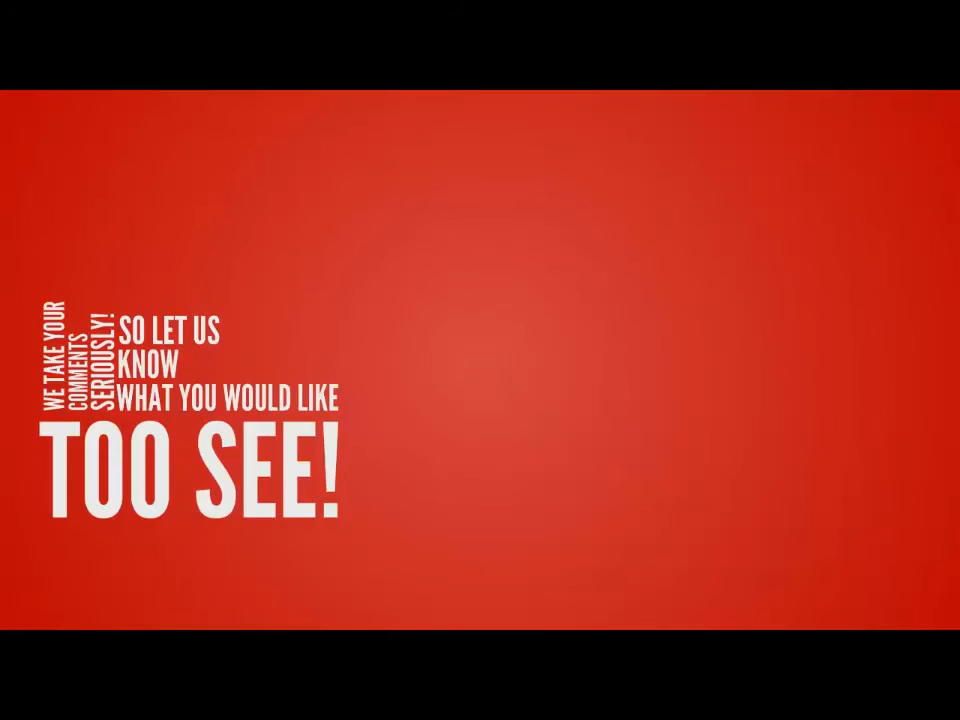 WE TAKE YOUR
COMMENTS
SERIOUSLY!
SO LET US
KNOW
WHAT YOU WOULD LIKE
TOO SEE!